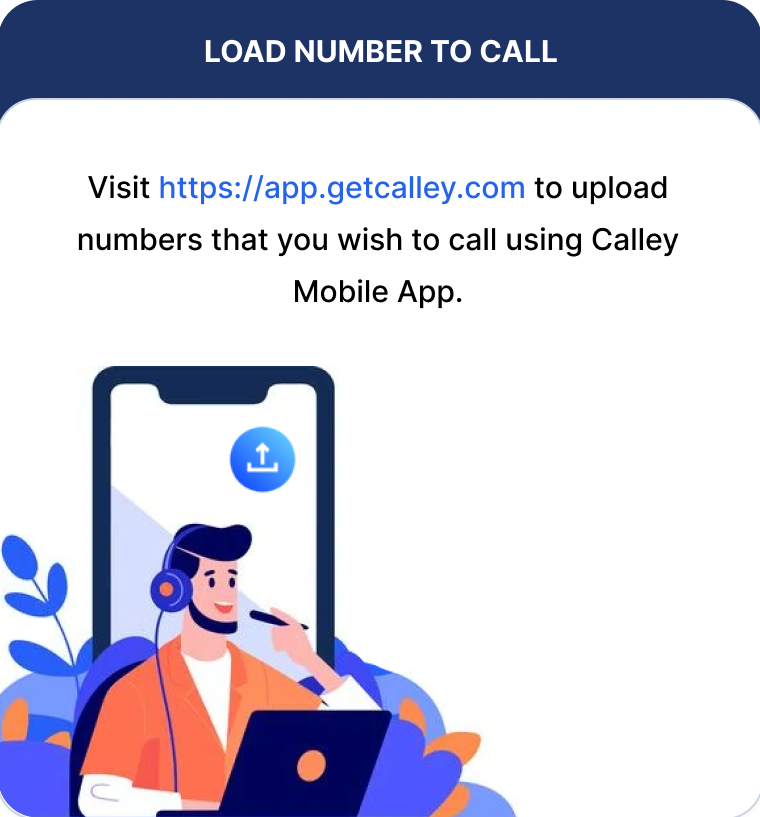 LOAD NUMBER TO CALL
Visit https://app.getcalley.com to upload
numbers that you wish to call using Calley
Mobile App.